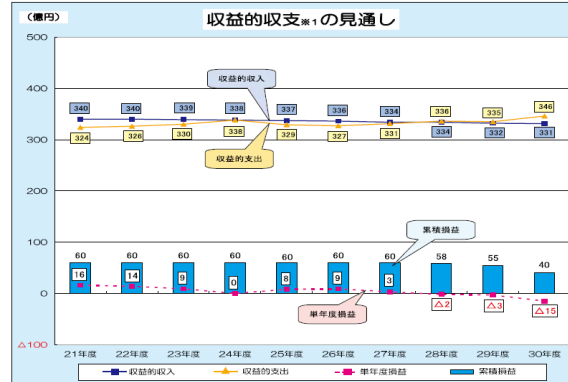 （億円）
収益的収支※1の見通し
500
400
300
200
100
0
△100
収益的収入
340 340 339 338 337 336 334 336 335 346
324 326 330 338 329 327 331 334 332 331
収益的支出
累積損益
60 60 60 60 60 60 60 58 55 40
16 14 9 0 8 9 3 △2 △3 △15
単年度損益
21年度 22年度 23年度 24年度 25年度 26年度 27年度 28年度 29年度 30年度
収益的収入 収益的支出 単年度損益 累積損益